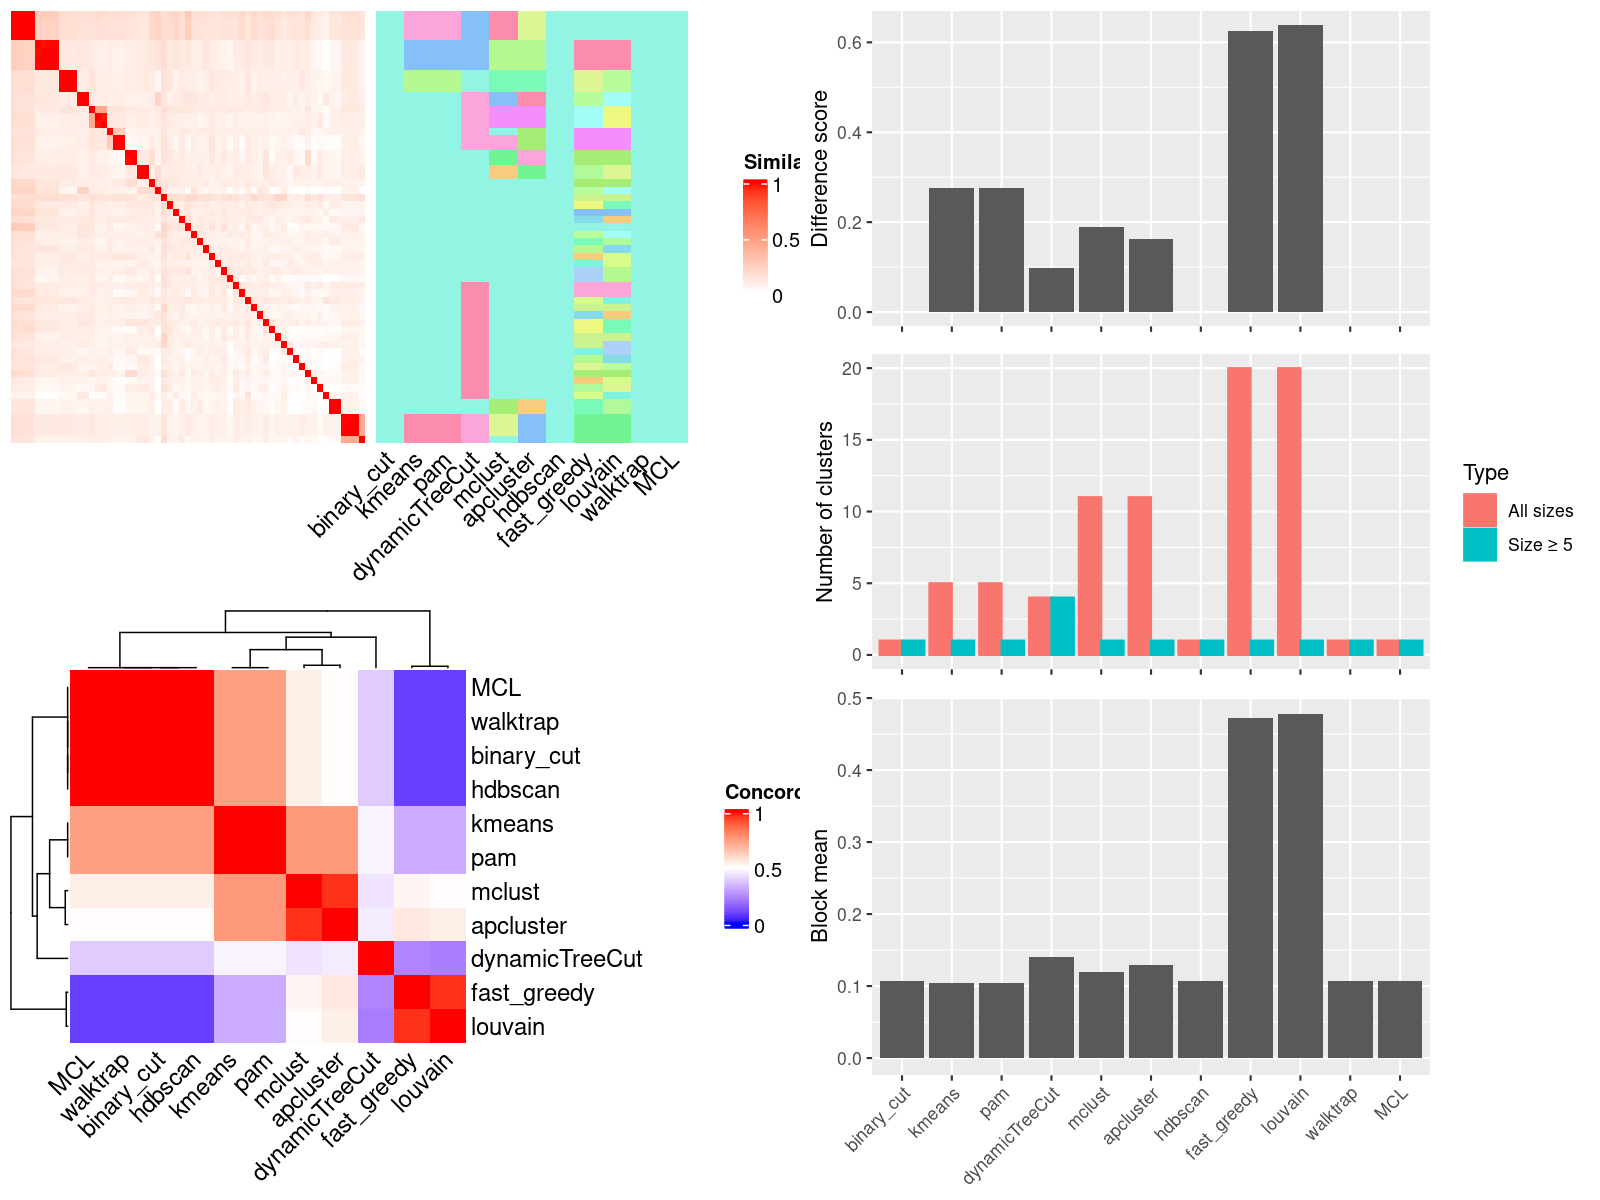 Simila
1
0.5
0
binary_cut
kmeans
pam
dynamicTreeCut
mclust
apcluster
hdbscan
fast_greedy
louvain
walktrap
MCL
MCL
walktrap
binary_cut
hdbscan
kmeans
pam
mclust
apcluster
dynamicTreeCut
fast_greedy
louvain
MCL
walktrap
binary_cut
hdbscan
kmeans
pam
mclust
apcluster
dynamicTreeCut
fast_greedy
louvain
Concord
1
0.5
0
Difference score
0.6
0.4
0.2
0.0
Number of clusters
20
15
10
5
0
Type
All sizes
Size ≥ 5
Block mean
0.5
0.4
0.3
0.2
0.1
0.0
binary_cut
kmeans
pam
dynamicTreeCut
mclust
apcluster
hdbscan
fast_greedy
louvain
walktrap
MCL